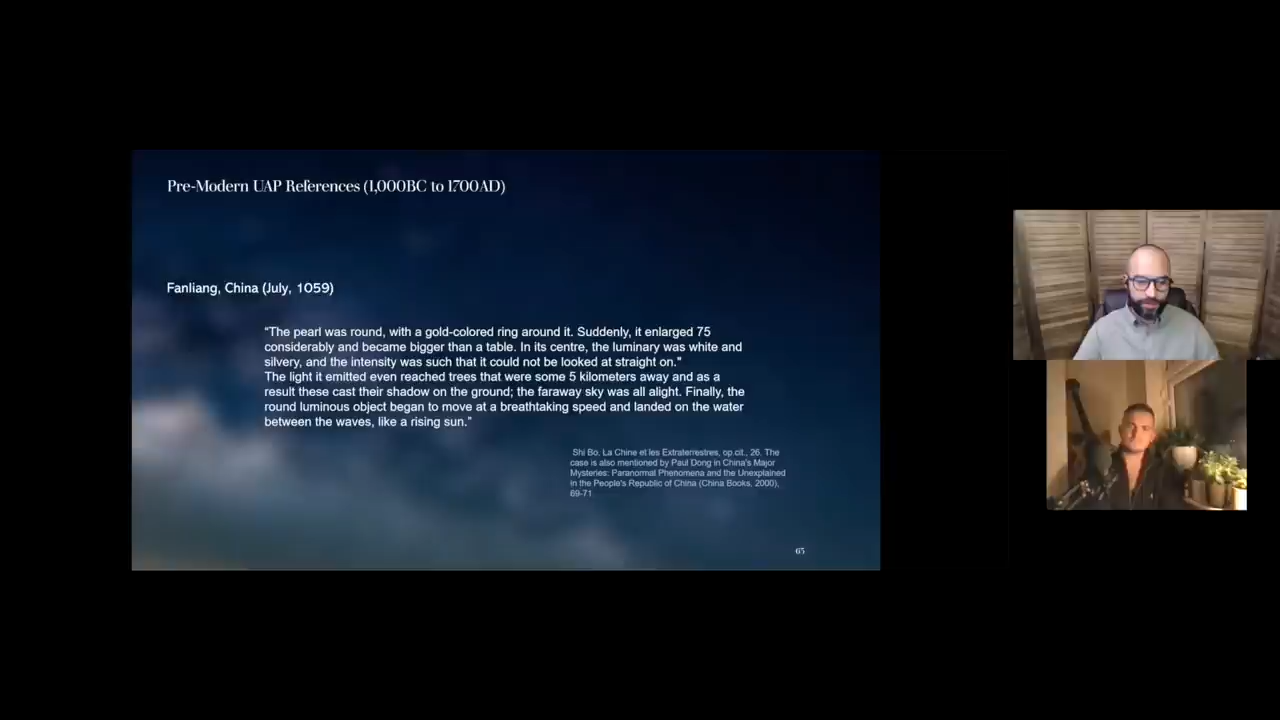 Pre-Modern UAP References (1,000BC to 1700AD)
Fanliang, China (July, 1059)
“The pearl was round, with a gold-colored ring around it. Suddenly, it enlarged 75
considerably and became bigger than a table. In its centre, the luminary was white and
silvery, and the intensity was such that it could not be looked at straight on."
The light it emitted even reached trees that were some 5 kilometers away and as a
result these cast their shadow on the ground; the faraway sky was all alight. Finally, the
round luminous object began to move at a breathtaking speed and landed on the water
between the waves, like a rising sun.”
Shi Bo, La Chine et les Extraterrestres, op.cit., 26. The
case is also mentioned by Paul Dong in China's Major
Mysteries: Paranormal Phenomena and the Unexplained
in the People's Republic of China (China Books, 2000),
69-71
65